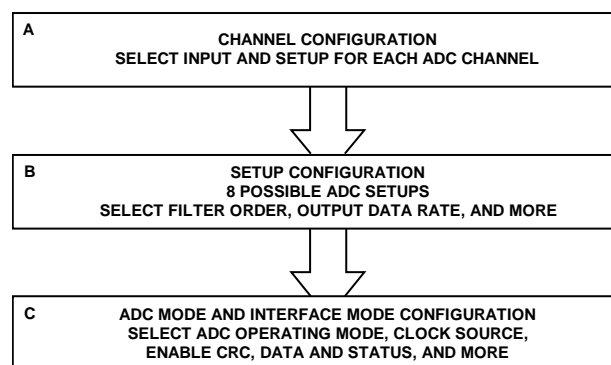 A
CHANNEL CONFIGURATION
SELECT INPUT AND SETUP FOR EACH ADC CHANNEL
B
SETUP CONFIGURATION
8 POSSIBLE ADC SETUPS
SELECT FILTER ORDER, OUTPUT DATA RATE, AND MORE
C
ADC MODE AND INTERFACE MODE CONFIGURATION
SELECT ADC OPERATING MODE, CLOCK SOURCE,
ENABLE CRC, DATA AND STATUS, AND MORE